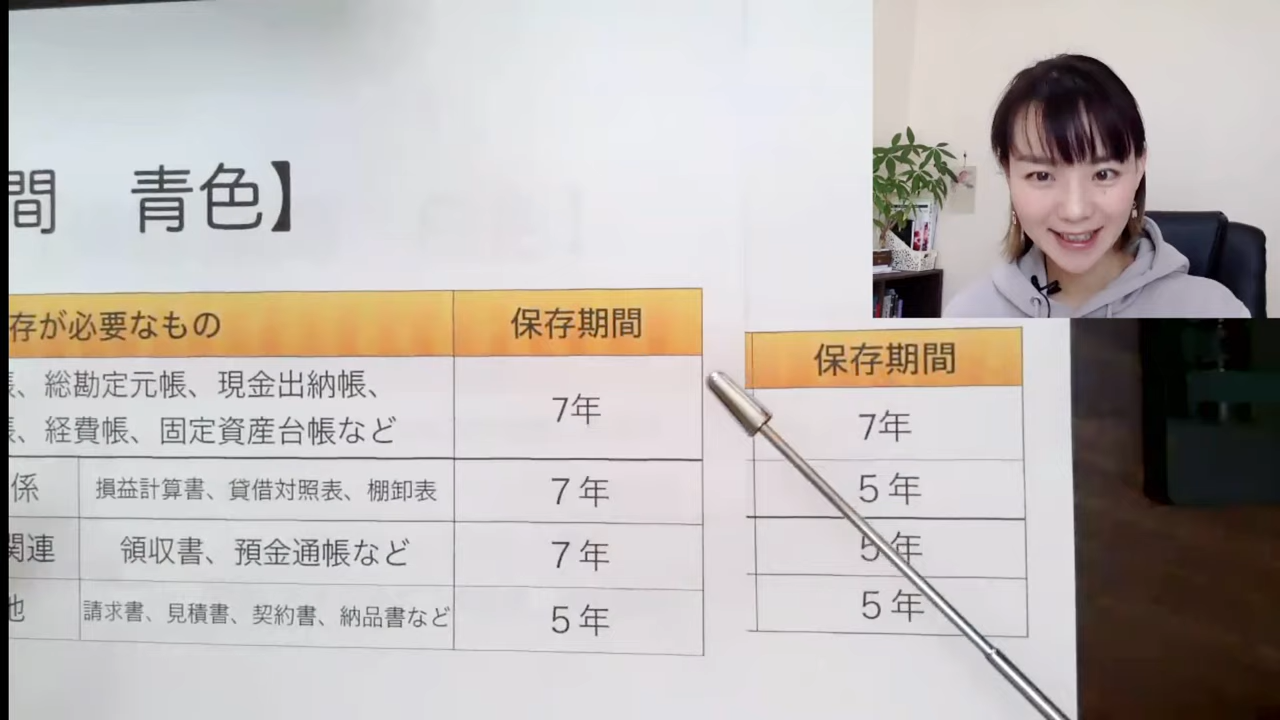 間 青色】
存が必要なもの 保存期間
帳、総勘定元帳、現金出納帳、
帳、経費帳、固定資産台帳など 7年
係 損益計算書、貸借対照表、棚卸表 7年
関連 領収書、預金通帳など 7年
他 請求書、見積書、契約書、納品書など 5年
保存期間
7年
5年
5年
5年